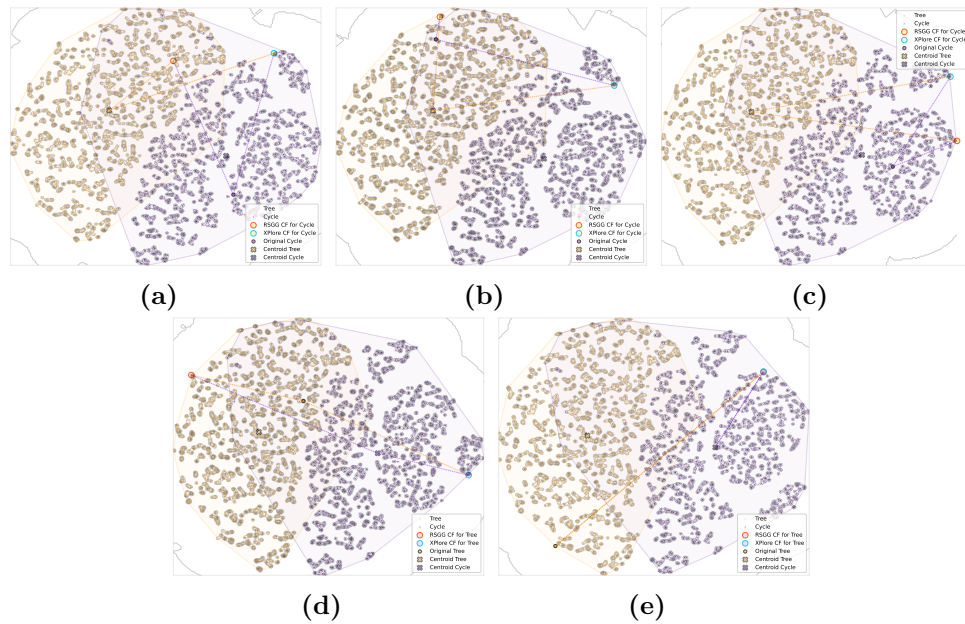 Tree
Cycle
RSGG CF for Cycle
XPlore CF for Cycle
Original Cycle
Centroid Tree
Centroid Cycle
Tree
Cycle
RSGG CF for Cycle
XPlore CF for Cycle
Original Cycle
Centroid Tree
Centroid Cycle
Tree
Cycle
RSGG CF for Cycle
XPlore CF for Cycle
Original Cycle
Centroid Tree
Centroid Cycle
(a)
(b)
(c)
Tree
Cycle
RSGG CF for Tree
XPlore CF for Tree
Original Tree
Centroid Tree
Centroid Cycle
Tree
Cycle
RSGG CF for Tree
XPlore CF for Tree
Original Tree
Centroid Tree
Centroid Cycle
(d)
(e)